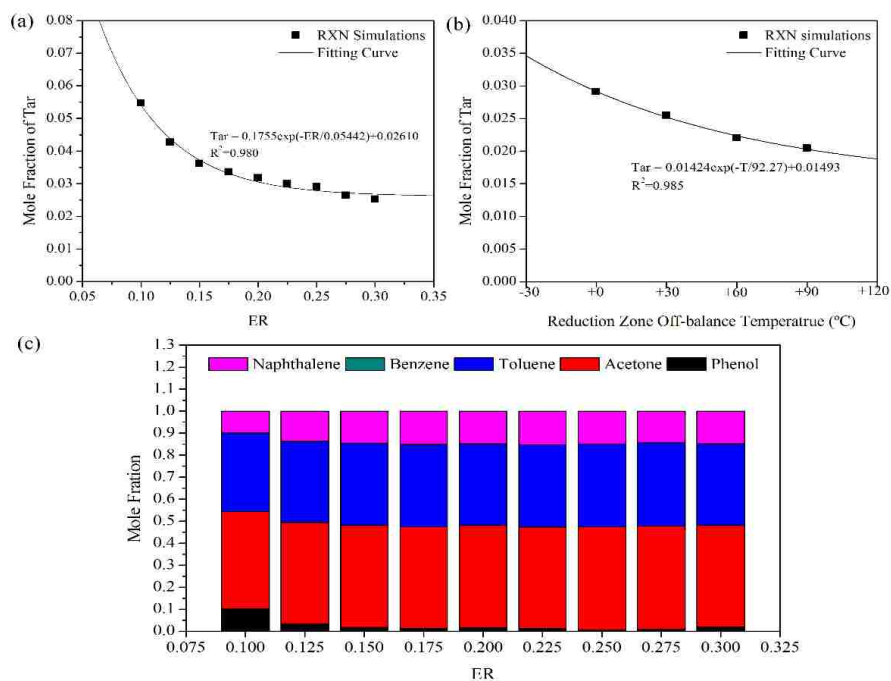 (a)
0.08
0.07
0.06
0.05
0.04
0.03
0.02
0.01
0.00
Mole Fraction of Tar
RXN Simulations
Fitting Curve
Tar = 0.1755exp(-ER/0.05442)+0.02610
R²=0.980
0.05 0.10 0.15 0.20 0.25 0.30 0.35
ER
(b)
0.040
0.035
0.030
0.025
0.020
0.015
0.010
0.005
0.000
Mole Fraction of Tar
RXN simulations
Fitting Curve
Tar = 0.01424exp(-T/92.27)+0.01493
R²=0.985
-30 +0 +30 +60 +90 +120
Reduction Zone Off-balance Temperatrue (ºC)
(c)
1.3
1.2
1.1
1.0
0.9
0.8
0.7
0.6
0.5
0.4
0.3
0.2
0.1
0.0
Mole Fration
Naphthalene Benzene Toluene Acetone Phenol
0.075 0.100 0.125 0.150 0.175 0.200 0.225 0.250 0.275 0.300 0.325
ER